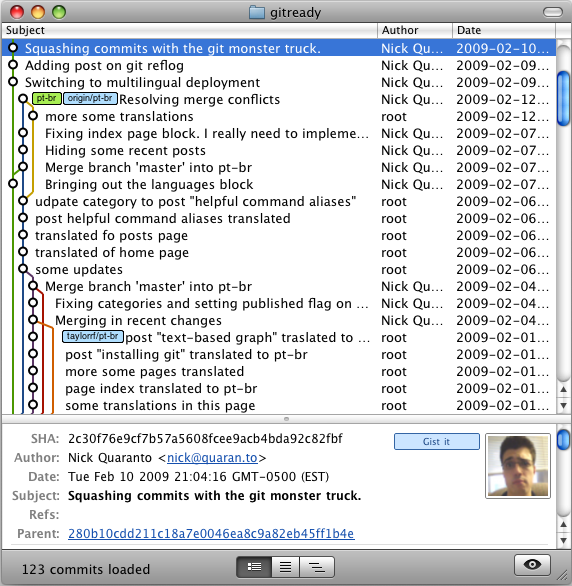 gitready
Subject Author Date
Squashing commits with the git monster truck. Nick Qu... 2009-02-10...
Adding post on git reflog Nick Qu... 2009-02-09...
Switching to multilingual deployment Nick Qu... 2009-02-09...
pt-br origin/pt-br Resolving merge conflicts Nick Qu... 2009-02-12...
more some translations root 2009-02-12...
Fixing index page block. I really need to impleme... Nick Qu... 2009-02-07...
Hiding some recent posts Nick Qu... 2009-02-07...
Merge branch 'master' into pt-br Nick Qu... 2009-02-07...
Bringing out the languages block Nick Qu... 2009-02-07...
udpate category to post "helpful command aliases" root 2009-02-06...
post helpful command aliases translated root 2009-02-06...
translated fo posts page root 2009-02-06...
translated of home page root 2009-02-06...
some updates root 2009-02-06...
Merge branch 'master' into pt-br Nick Qu... 2009-02-04...
Fixing categories and setting published flag on ... Nick Qu... 2009-02-04...
Merging in recent changes Nick Qu... 2009-02-04...
taylorrf/pt-br post "text-based graph" traslated to ... root 2009-02-01...
post "installing git" translated to pt-br root 2009-02-01...
more some pages translated root 2009-02-01...
page index translated to pt-br root 2009-02-01...
some translations in this page root 2009-02-01...
SHA: 2c30f76e9cf7b57a5608fcee9acb4bda92c82fbf
Gist it
Author: Nick Quaranto <nick@quaran.to>
Date: Tue Feb 10 2009 21:04:16 GMT-0500 (EST)
Subject: Squashing commits with the git monster truck.
Refs:
Parent: 280b10cdd211c18a7e0046ea8c9a82eb45ff1b4e
123 commits loaded